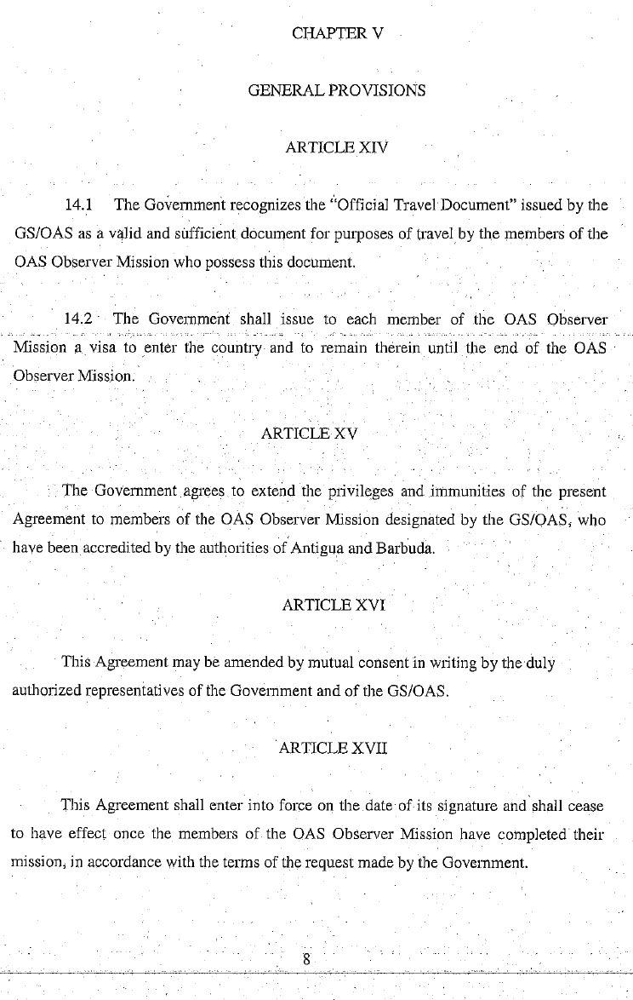 CHAPTER V
GENERAL PROVISIONS
ARTICLE XIV
14.1 The Government recognizes the “Official Travel Document” issued by the
GS/OAS as a valid and sufficient document for purposes of travel by the members of the
OAS Observer Mission who possess this document.
14.2 The Government shall issue to each member of the OAS Observer
Mission a visa to enter the country and to remain therein until the end of the OAS
Observer Mission.
ARTICLE XV
The Government agrees to extend the privileges and immunities of the present
Agreement to members of the OAS Observer Mission designated by the GS/OAS, who
have been accredited by the authorities of Antigua and Barbuda.
ARTICLE XVI
This Agreement may be amended by mutual consent in writing by the duly
authorized representatives of the Government and of the GS/OAS.
ARTICLE XVII
This Agreement shall enter into force on the date of its signature and shall cease
to have effect once the members of the OAS Observer Mission have completed their
mission, in accordance with the terms of the request made by the Government.
8